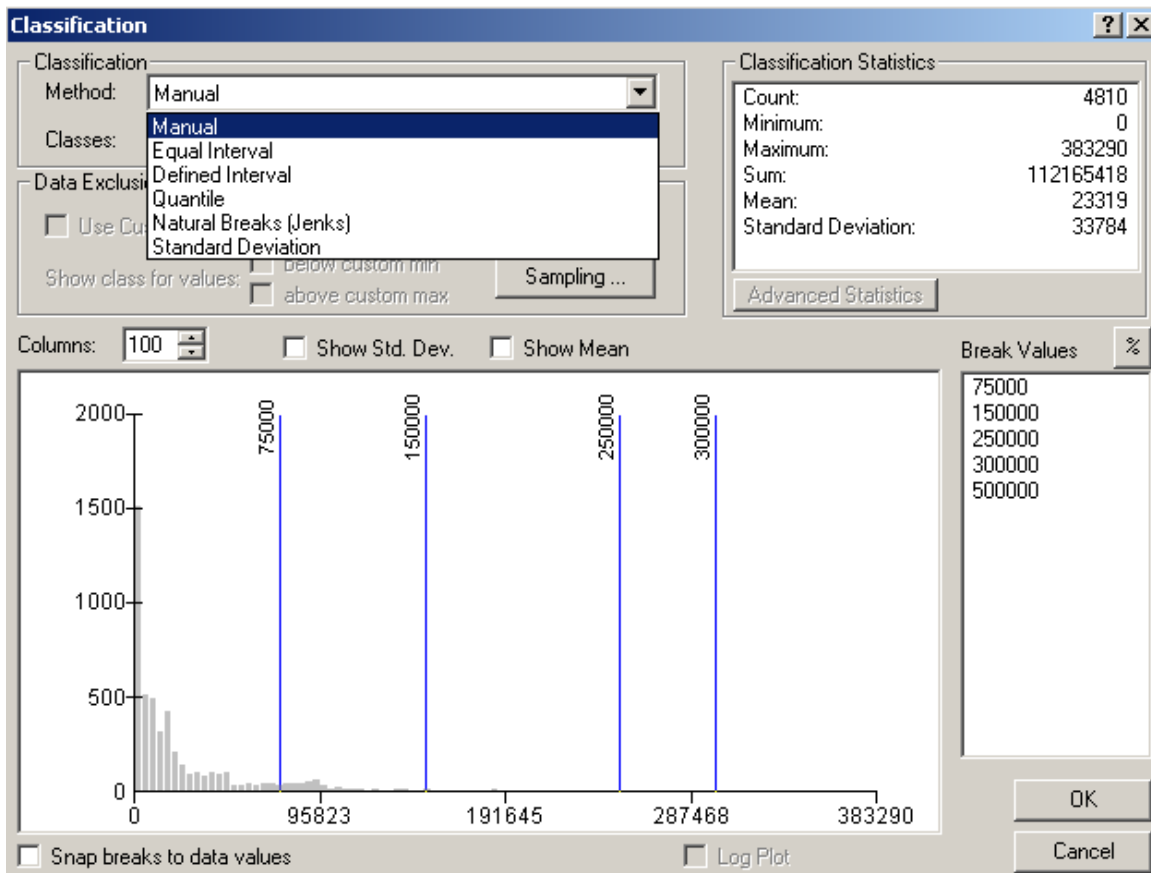 Classification
Classification
Method: Manual
Classes:
Manual
Equal Interval
Defined Interval
Quantile
Natural Breaks (Jenks)
Standard Deviation
Data Exclusi
Use Cu
Show class for values:
below custom min
above custom max
Sampling ...
Classification Statistics
Count: 4810
Minimum: 0
Maximum: 383290
Sum: 112165418
Mean: 23319
Standard Deviation: 33784
Advanced Statistics
Columns: 100
Show Std. Dev.
Show Mean
Break Values
%
75000
150000
250000
300000
500000
2000
1500
1000
500
0
75000
150000
250000
300000
0
95823
191645
287468
383290
Snap breaks to data values
Log Plot
OK
Cancel